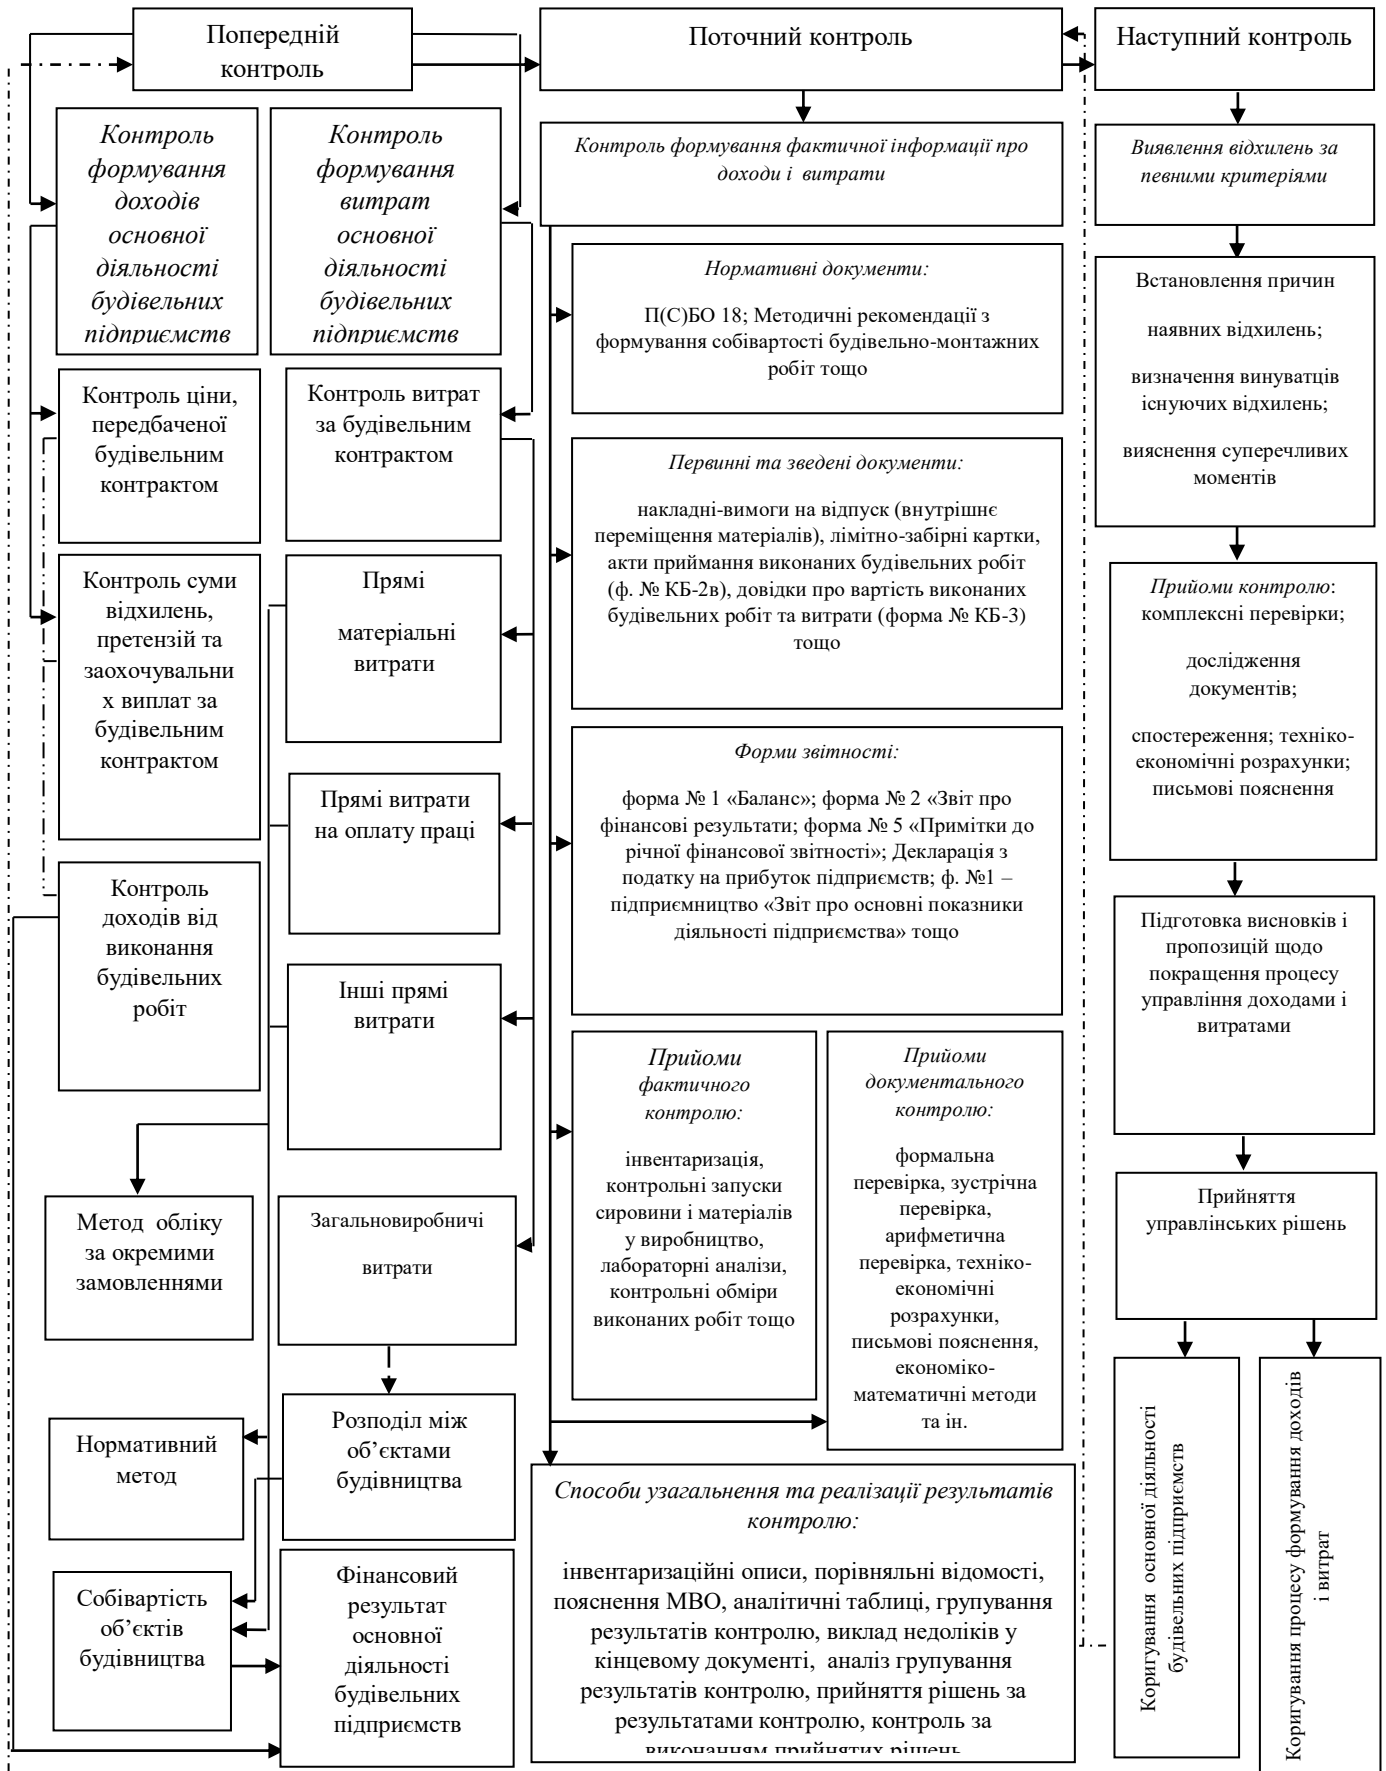 Попередній
контроль
Поточний контроль
Наступний контроль
Контроль
формування
доходів
основної
діяльності
будівельних
підприємств
Контроль
формування
витрат
основної
діяльності
будівельних
підприємств
Контроль ціни,
передбаченої
будівельним
контрактом
Контроль витрат
за будівельним
контрактом
Контроль суми
відхилень,
претензій та
заохочувальни
х виплат за
будівельним
контрактом
Прямі
матеріальні
витрати
Прямі витрати
на оплату праці
Контроль
доходів від
виконання
будівельних
робіт
Інші прямі
витрати
Метод обліку
за окремими
замовленнями
Загальновиробничі
витрати
Нормативний
метод
Розподіл між
об’єктами
будівництва
Собівартість
об’єктів
будівництва
Фінансовий
результат
основної
діяльності
будівельних
підприємств
Контроль формування фактичної інформації про
доходи і витрати
Нормативні документи:
П(С)БО 18; Методичні рекомендації з
формування собівартості будівельно-монтажних
робіт тощо
Первинні та зведені документи:
накладні-вимоги на відпуск (внутрішнє
переміщення матеріалів), лімітно-забірні картки,
акти приймання виконаних будівельних робіт
(ф. № КБ-2в), довідки про вартість виконаних
будівельних робіт та витрати (форма № КБ-3)
тощо
Форми звітності:
форма № 1 «Баланс»; форма № 2 «Звіт про
фінансові результати; форма № 5 «Примітки до
річної фінансової звітності»; Декларація з
податку на прибуток підприємств; ф. №1 –
підприємництво «Звіт про основні показники
діяльності підприємства» тощо
Прийоми
фактичного
контролю:
інвентаризація,
контрольні запуски
сировини і матеріалів
у виробництво,
лабораторні аналізи,
контрольні обміри
виконаних робіт тощо
Прийоми
документального
контролю:
формальна
перевірка, зустрічна
перевірка,
арифметична
перевірка, техніко-
економічні
розрахунки,
письмові пояснення,
економіко-
математичні методи
та ін.
Способи узагальнення та реалізації результатів
контролю:
інвентаризаційні описи, порівняльні відомості,
пояснення МВО, аналітичні таблиці, групування
результатів контролю, виклад недоліків у
кінцевому документі, аналіз групування
результатів контролю, прийняття рішень за
результатами контролю, контроль за
виконанням прийнятих рішень
Виявлення відхилень за
певними критеріями
Встановлення причин
наявних відхилень;
визначення винуватців
існуючих відхилень;
вияснення суперечливих
моментів
Прийоми контролю:
комплексні перевірки;
дослідження
документів;
спостереження; техніко-
економічні розрахунки;
письмові пояснення
Підготовка висновків і
пропозицій щодо
покращення процесу
управління доходами і
витратами
Прийняття
управлінських рішень
Коригування основної діяльності
будівельних підприємств
Коригування процесу формування доходів
і витрат